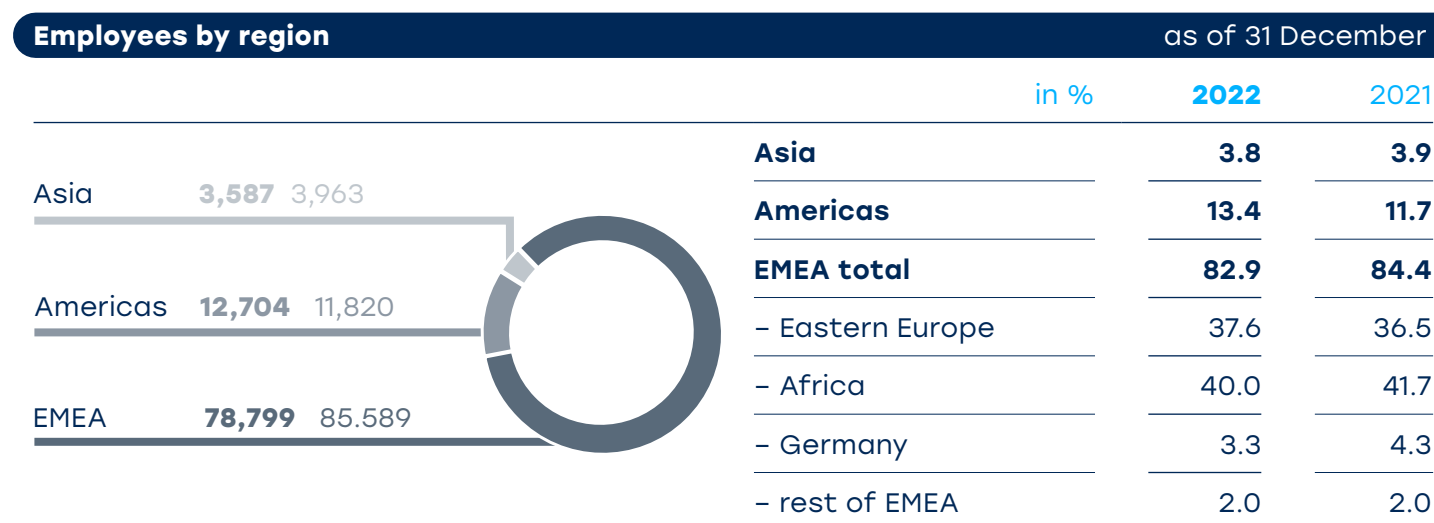 Employees by region as of 31 December
in % 2022 2021
Asia 3,587 3,963
Americas 12,704 11,820
EMEA 78,799 85.589
Asia 3.8 3.9
Americas 13.4 11.7
EMEA total 82.9 84.4
– Eastern Europe 37.6 36.5
– Africa 40.0 41.7
– Germany 3.3 4.3
– rest of EMEA 2.0 2.0